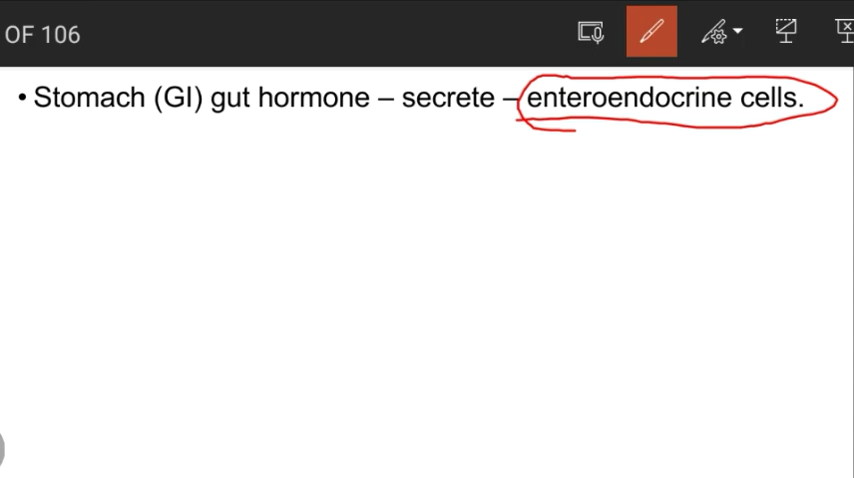 OF 106
• Stomach (GI) gut hormone – secrete – enteroendocrine cells.